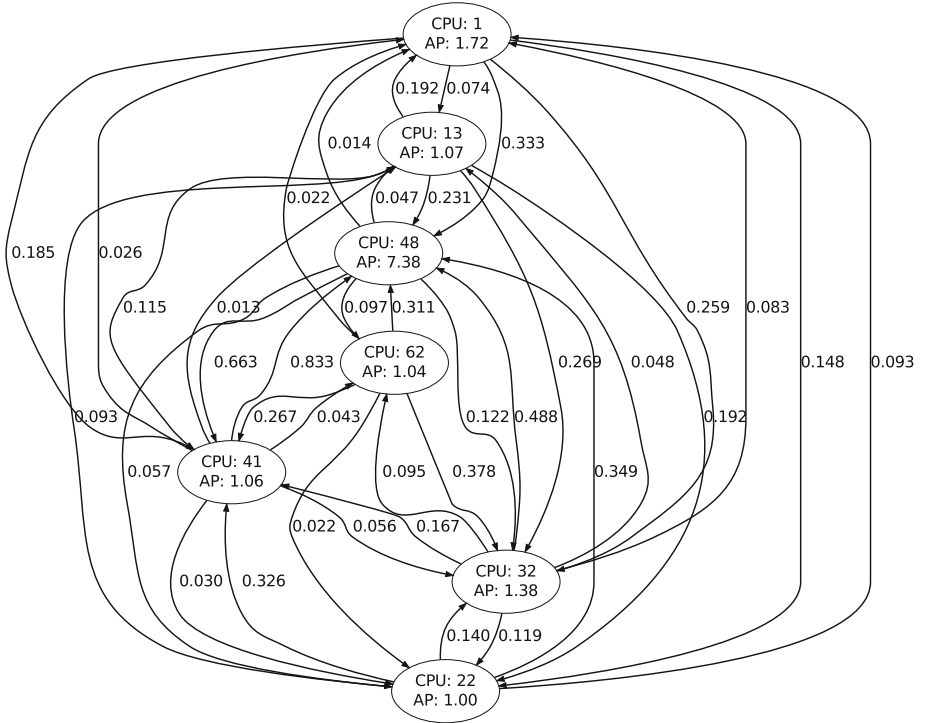 CPU: 1
AP: 1.72
0.192
0.074
CPU: 13
AP: 1.07
0.014
0.333
0.022
0.047
0.231
CPU: 48
AP: 7.38
0.185
0.026
0.115
0.013
0.097
0.311
0.259
0.083
0.663
0.833
CPU: 62
AP: 1.04
0.269
0.048
0.148
0.093
0.093
0.267
0.043
0.122
0.488
0.192
CPU: 41
AP: 1.06
0.057
0.095
0.378
0.349
0.022
0.056
0.167
0.030
0.326
CPU: 32
AP: 1.38
0.140
0.119
CPU: 22
AP: 1.00